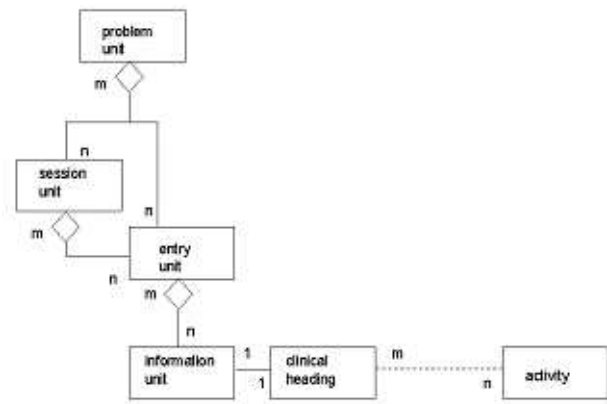 problem
unit
m
n
session
unit
m
n
n
entry
unit
m
n
information
unit
1
1
clinical
heading
m
n
activity